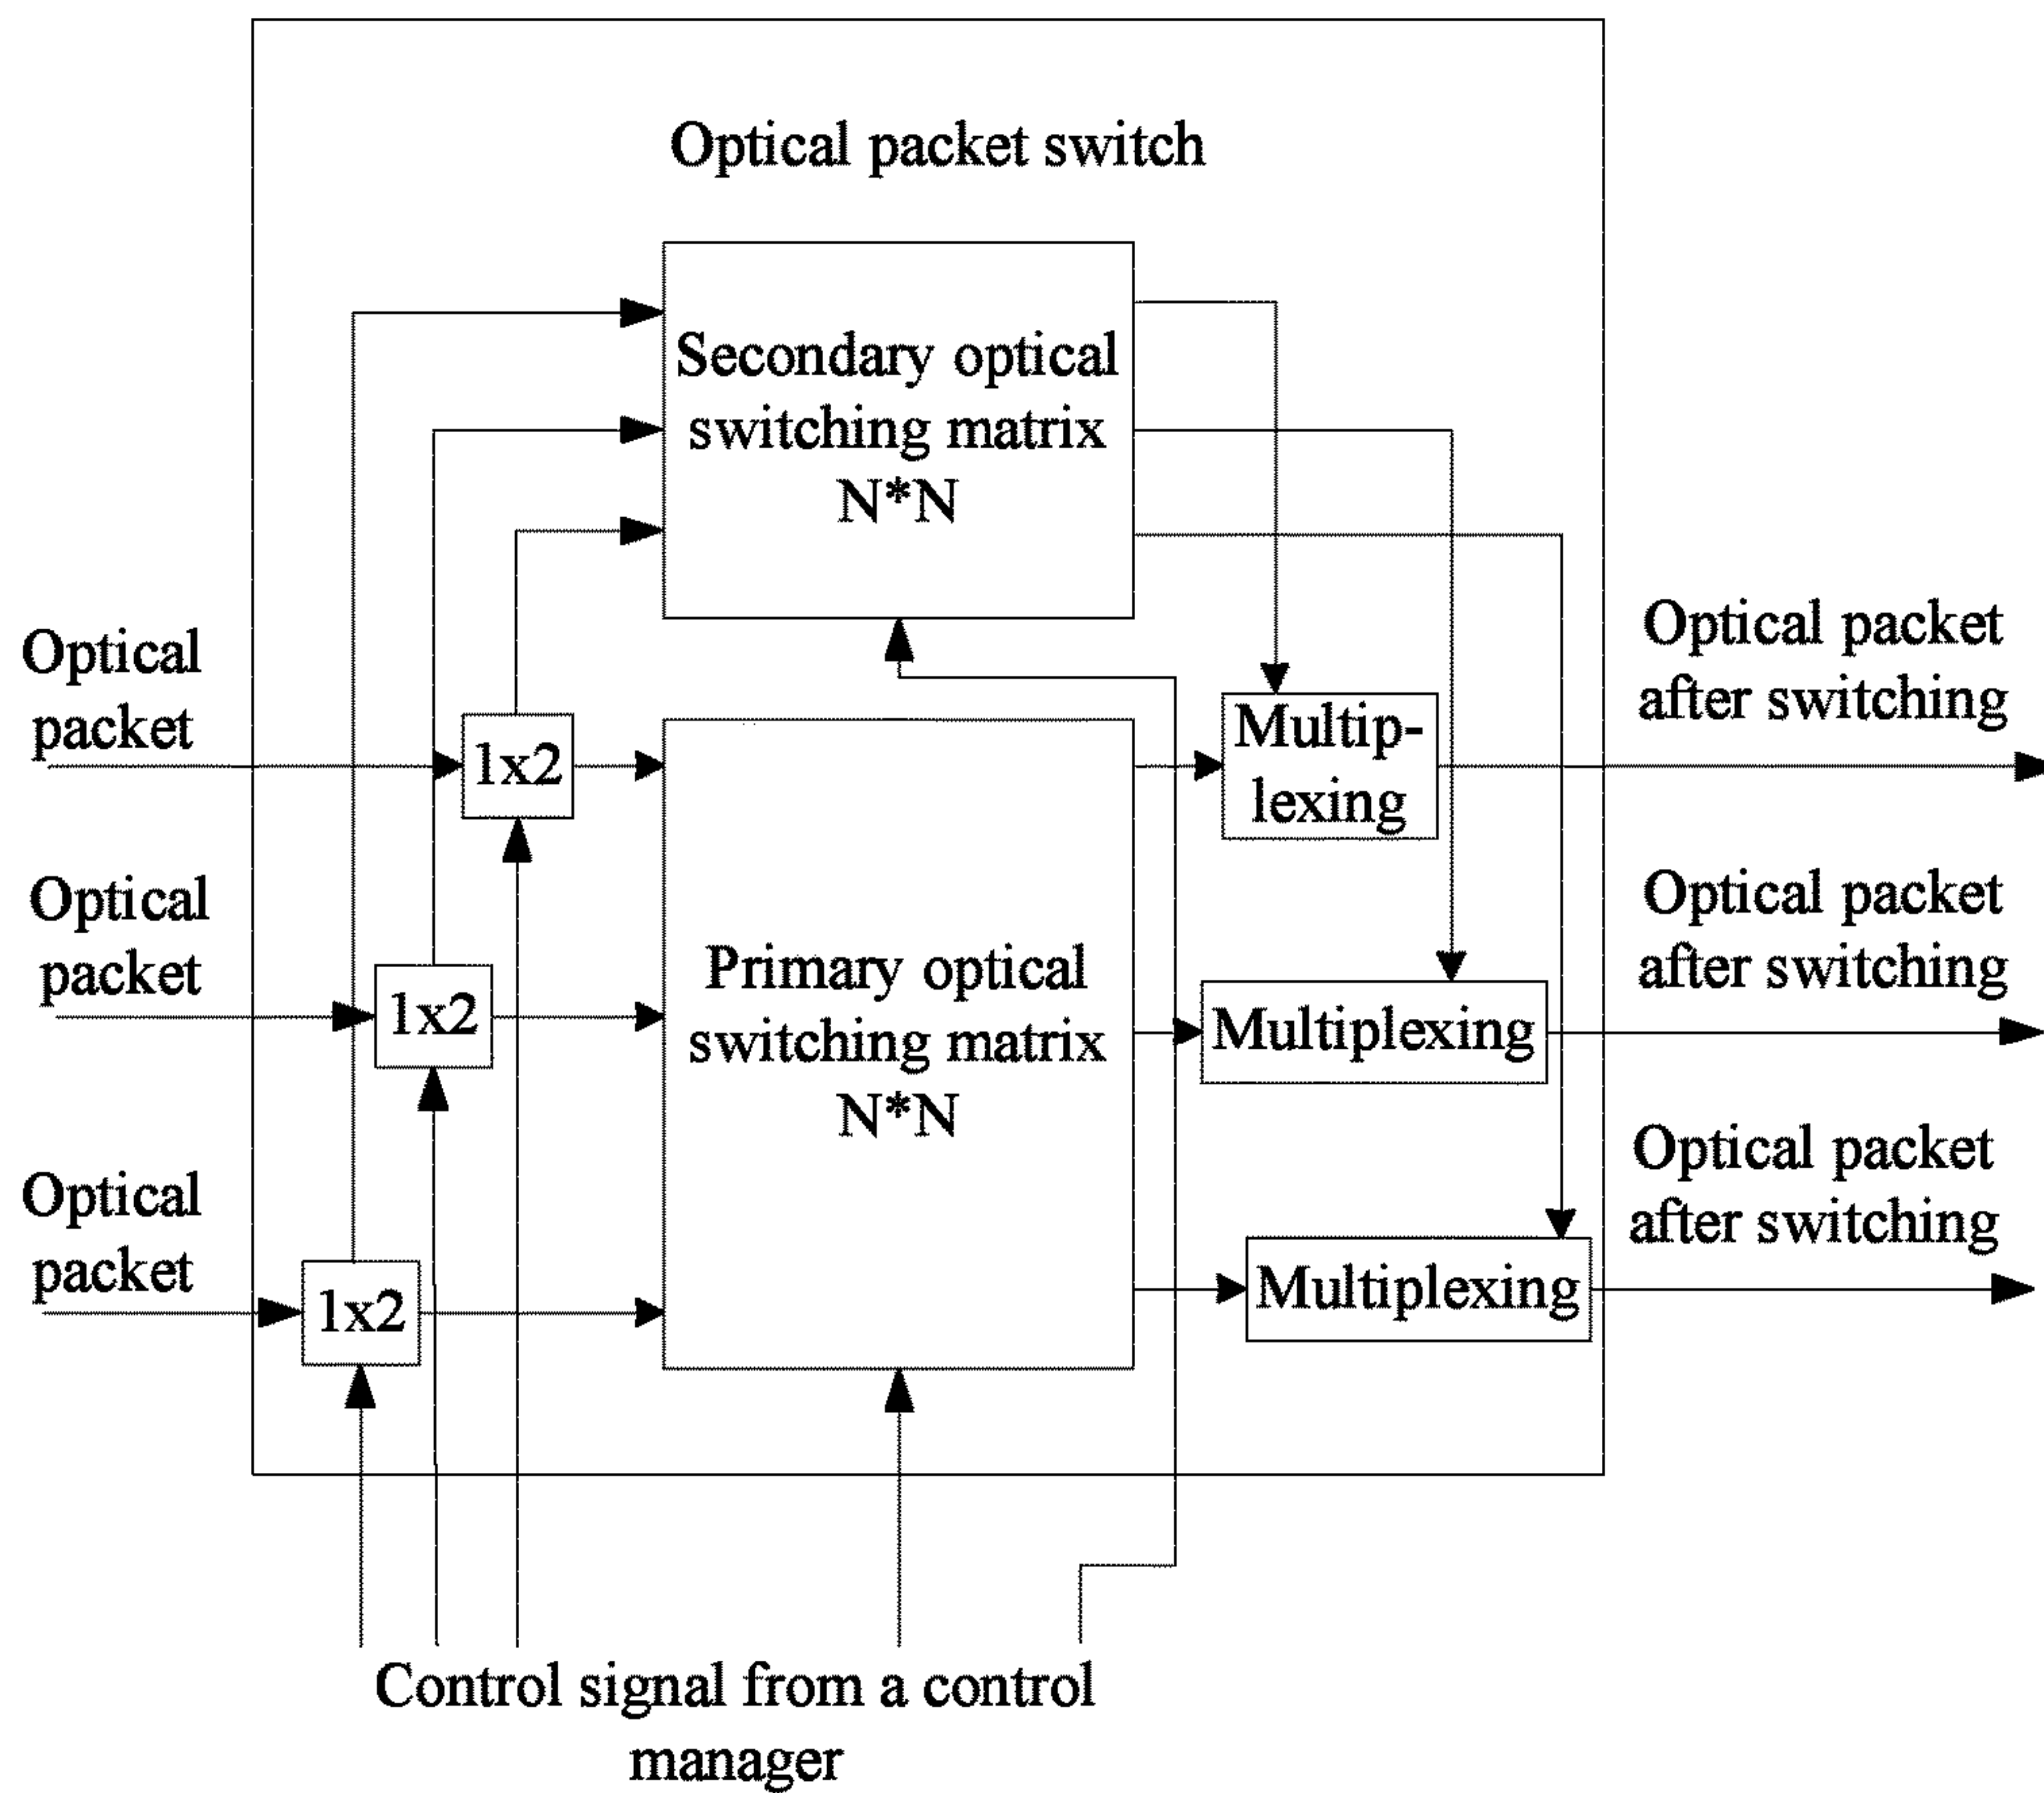 Optical packet switch
Secondary optical
switching matrix
N*N
Optical
packet
1x2
Multip-
lexing
Optical packet
after switching
Optical
packet
1x2
Primary optical
switching matrix
N*N
Multiplexing
Optical packet
after switching
Optical
packet
1x2
Multiplexing
Optical packet
after switching
Control signal from a control
manager